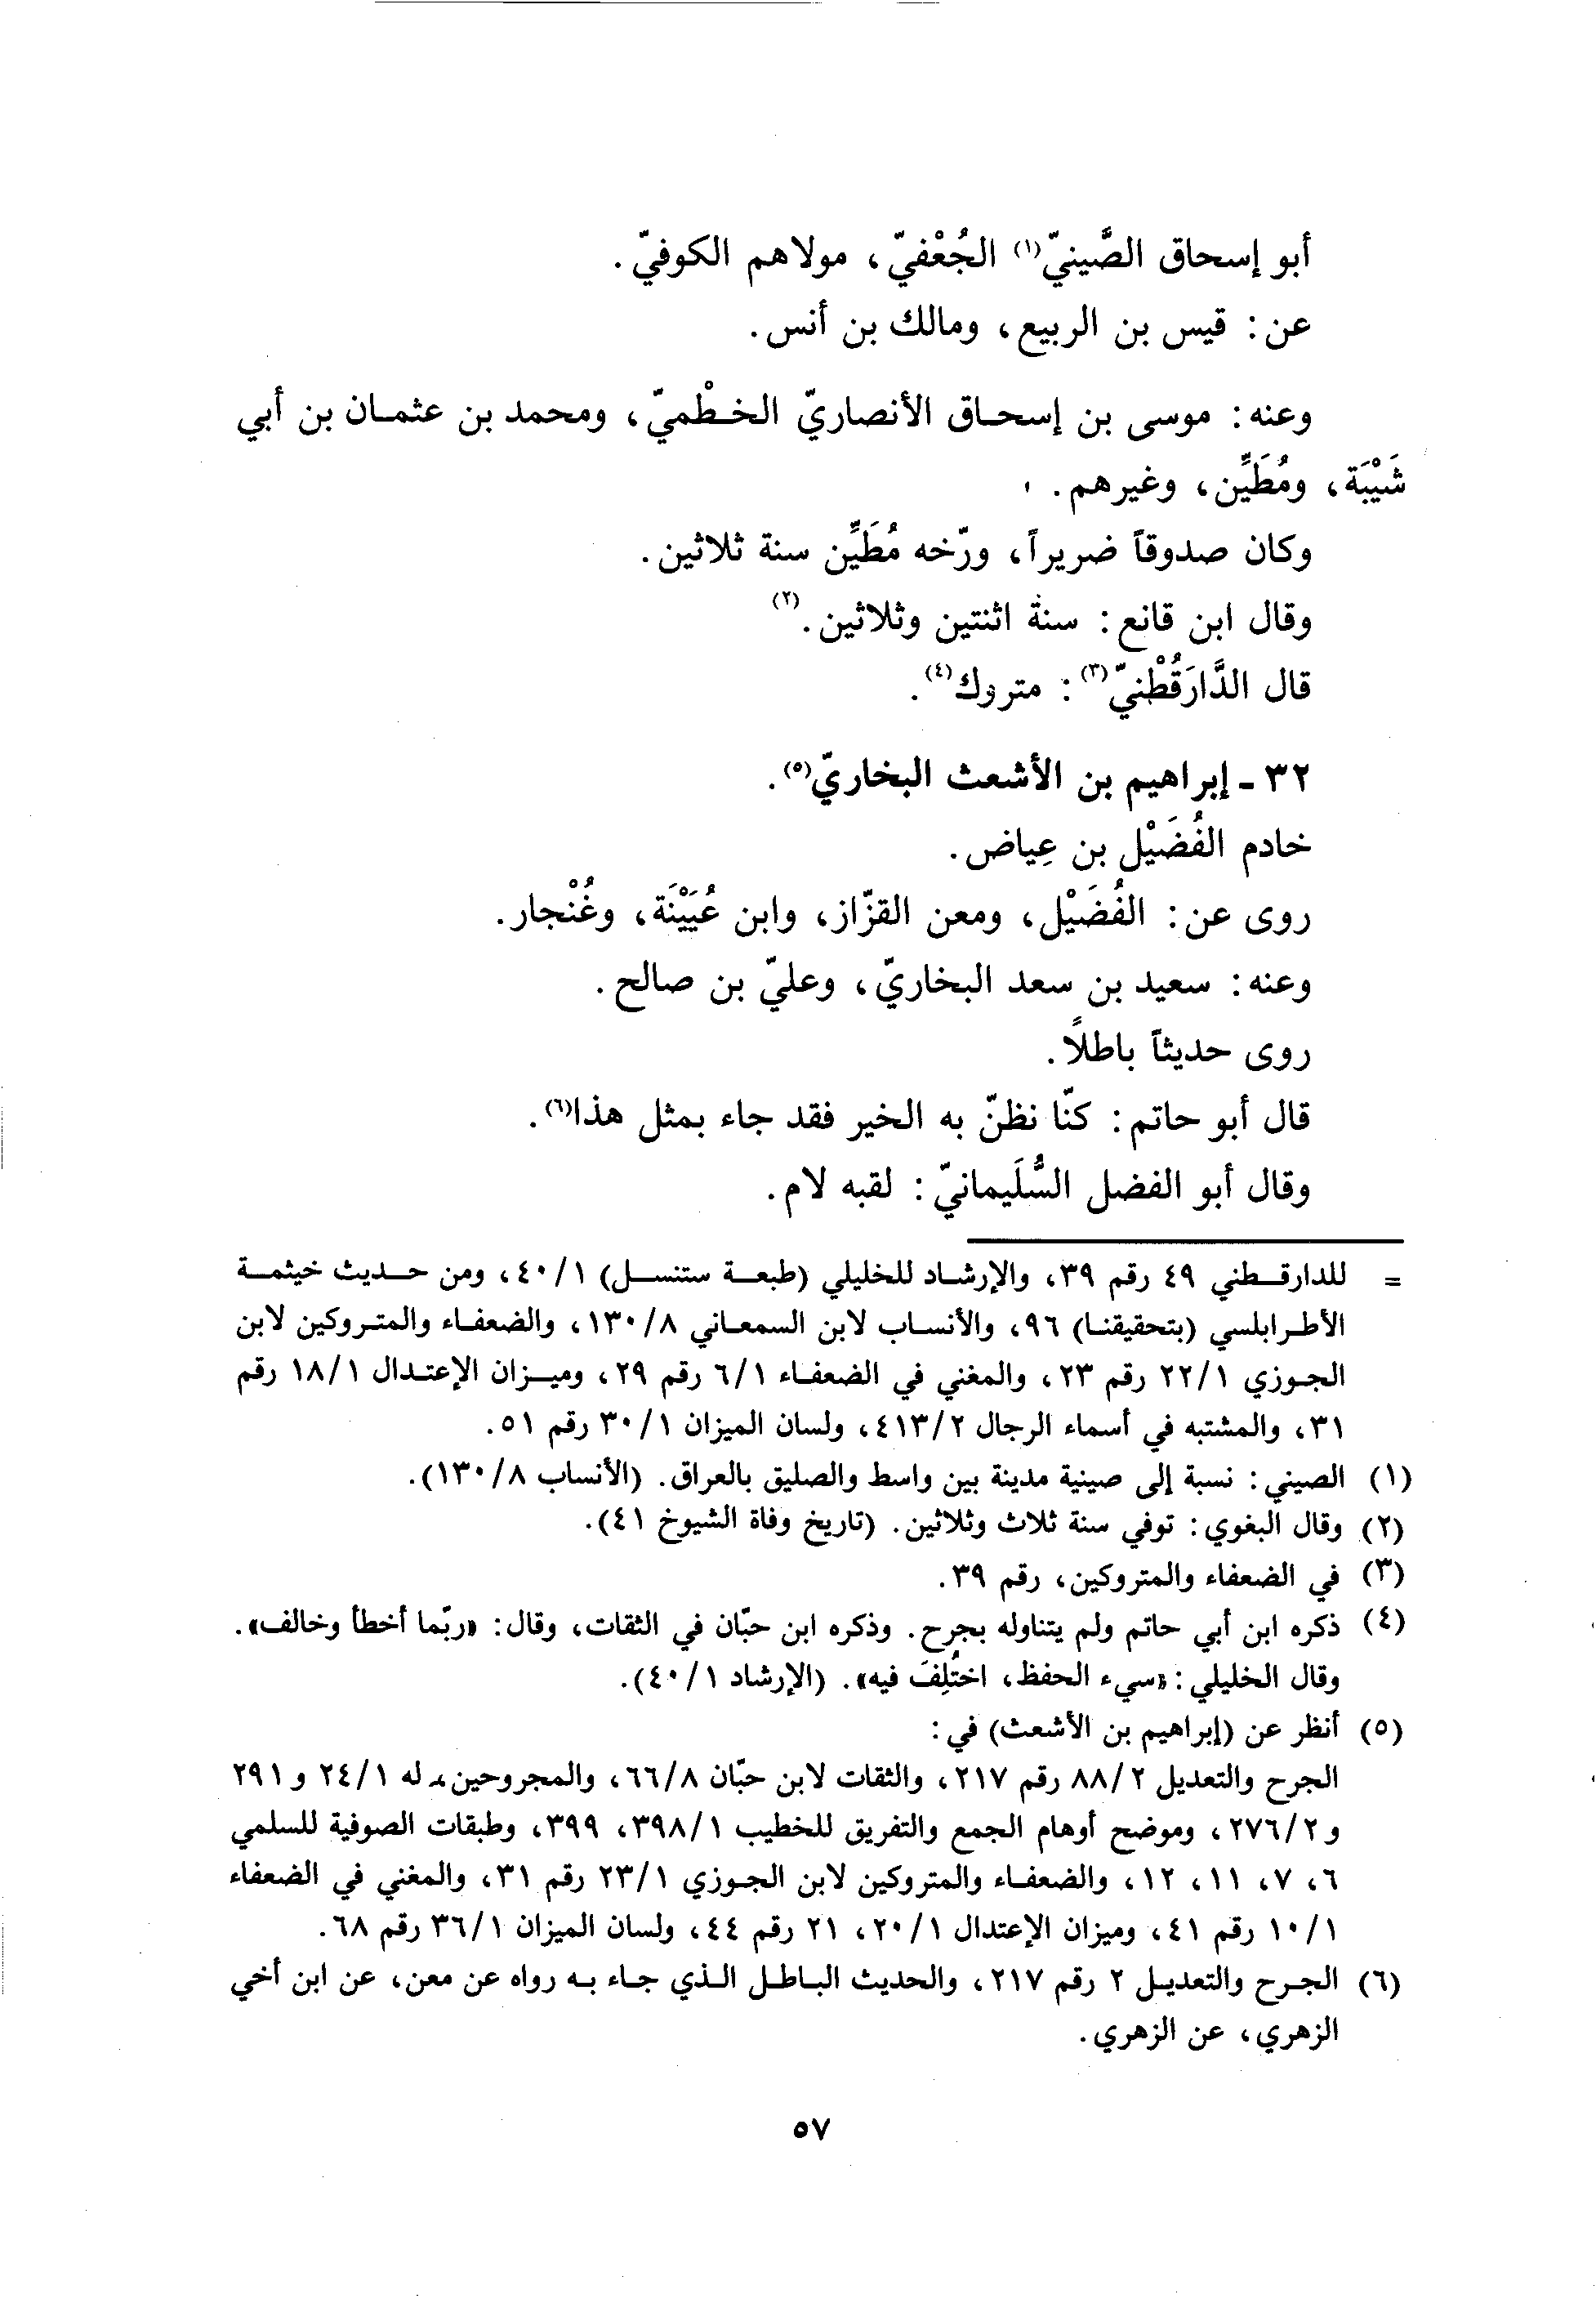 أبو إسحاق الصِّينيّ(١) الجُعْفيّ، مولاهم الكوفيّ.
عن: قيس بن الربيع، ومالك بن أنس.
وعنه: موسى بن إسحاق الأنصاريّ الخطْميّ، ومحمد بن عثمان بن أبي
شَيْبَة، ومُطَيِّن، وغيرهم.
وكان صدوقاً ضريراً، ورّخه مُطَيِّن سنة ثلاثين.
وقال ابن قانع: سنة اثنتين وثلاثين.(٢)
قال الدَّارَقُطْنيّ(٣): متروك(٤).
٣٢ - إبراهيم بن الأشعث البخاريّ(٥).
خادم الفُضَيْل بن عِياض.
روى عن: الفُضَيْل، ومعن القزّاز، وابن عُيَيْنَة، وغُنْجار.
وعنه: سعيد بن سعد البخاريّ، وعليّ بن صالح.
روى حديثاً باطلاً.
قال أبو حاتم: كنّا نظنّ به الخير فقد جاء بمثل هذا(٦).
وقال أبو الفضل السُّلَيمانيّ: لقبه لام.
= للدارقطني ٤٩ رقم ٣٩، والإرشاد للخليلي (طبعة ستنسل) ٤٠/١، ومن حديث خيثمة
الأطرابلسي (بتحقيقنا) ٩٦، والأنساب لابن السمعاني ١٣٠/٨، والضعفاء والمتروكين لابن
الجوزي ٢٢/١ رقم ٢٣، والمغني في الضعفاء ٦/١ رقم ٢٩، وميزان الإعتدال ١٨/١ رقم
٣١، والمشتبه في أسماء الرجال ٤١٣/٢، ولسان الميزان ٣٠/١ رقم ٥١.
(١) الصيني: نسبة إلى صينية مدينة بين واسط والصليق بالعراق. (الأنساب ١٣٠/٨).
(٢) وقال البغوي: توفي سنة ثلاث وثلاثين. (تاريخ وفاة الشيوخ ٤١).
(٣) في الضعفاء والمتروكين، رقم ٣٩.
(٤) ذكره ابن أبي حاتم ولم يتناوله بجرح. وذكره ابن حبّان في الثقات، وقال: «ربّما أخطأ وخالف».
وقال الخليلي: «سيء الحفظ، اختُلِفَ فيه». (الإرشاد ٤٠/١).
(٥) أنظر عن (إبراهيم بن الأشعث) في:
الجرح والتعديل ٨٨/٢ رقم ٢١٧، والثقات لابن حبّان ٦٦/٨، والمجروحين له ٢٤/١ و ٢٩١
و ٢٧٦/٢، وموضح أوهام الجمع والتفريق للخطيب ٣٩٨/١، ٣٩٩، وطبقات الصوفية للسلمي
٦، ٧، ١١، ١٢، والضعفاء والمتروكين لابن الجوزي ٢٣/١ رقم ٣١، والمغني في الضعفاء
١٠/١ رقم ٤١، وميزان الإعتدال ٢٠/١، ٢١ رقم ٤٤، ولسان الميزان ٣٦/١ رقم ٦٨.
(٦) الجرح والتعديل ٢ رقم ٢١٧، والحديث الباطل الذي جاء به رواه عن معن، عن ابن أخي
الزهري، عن الزهري.
٥٧